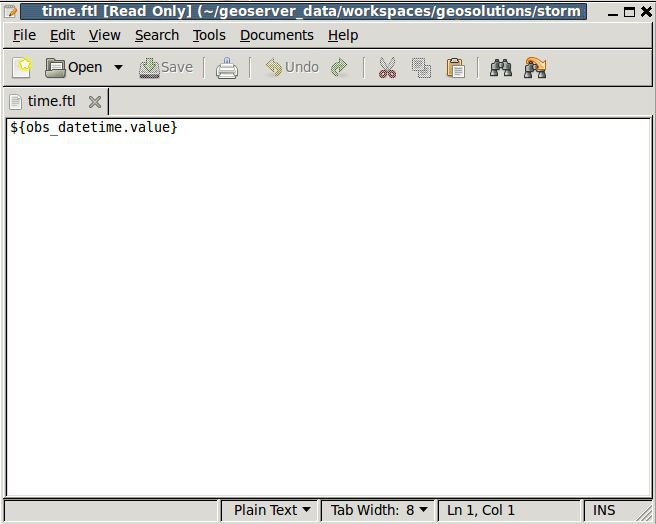 time.ftl [Read Only] (~/geoserver_data/workspaces/geosolutions/storm
File Edit View Search Tools Documents Help
Open Save Undo
time.ftl
${obs_datetime.value}
Plain Text Tab Width: 8 Ln 1, Col 1 INS